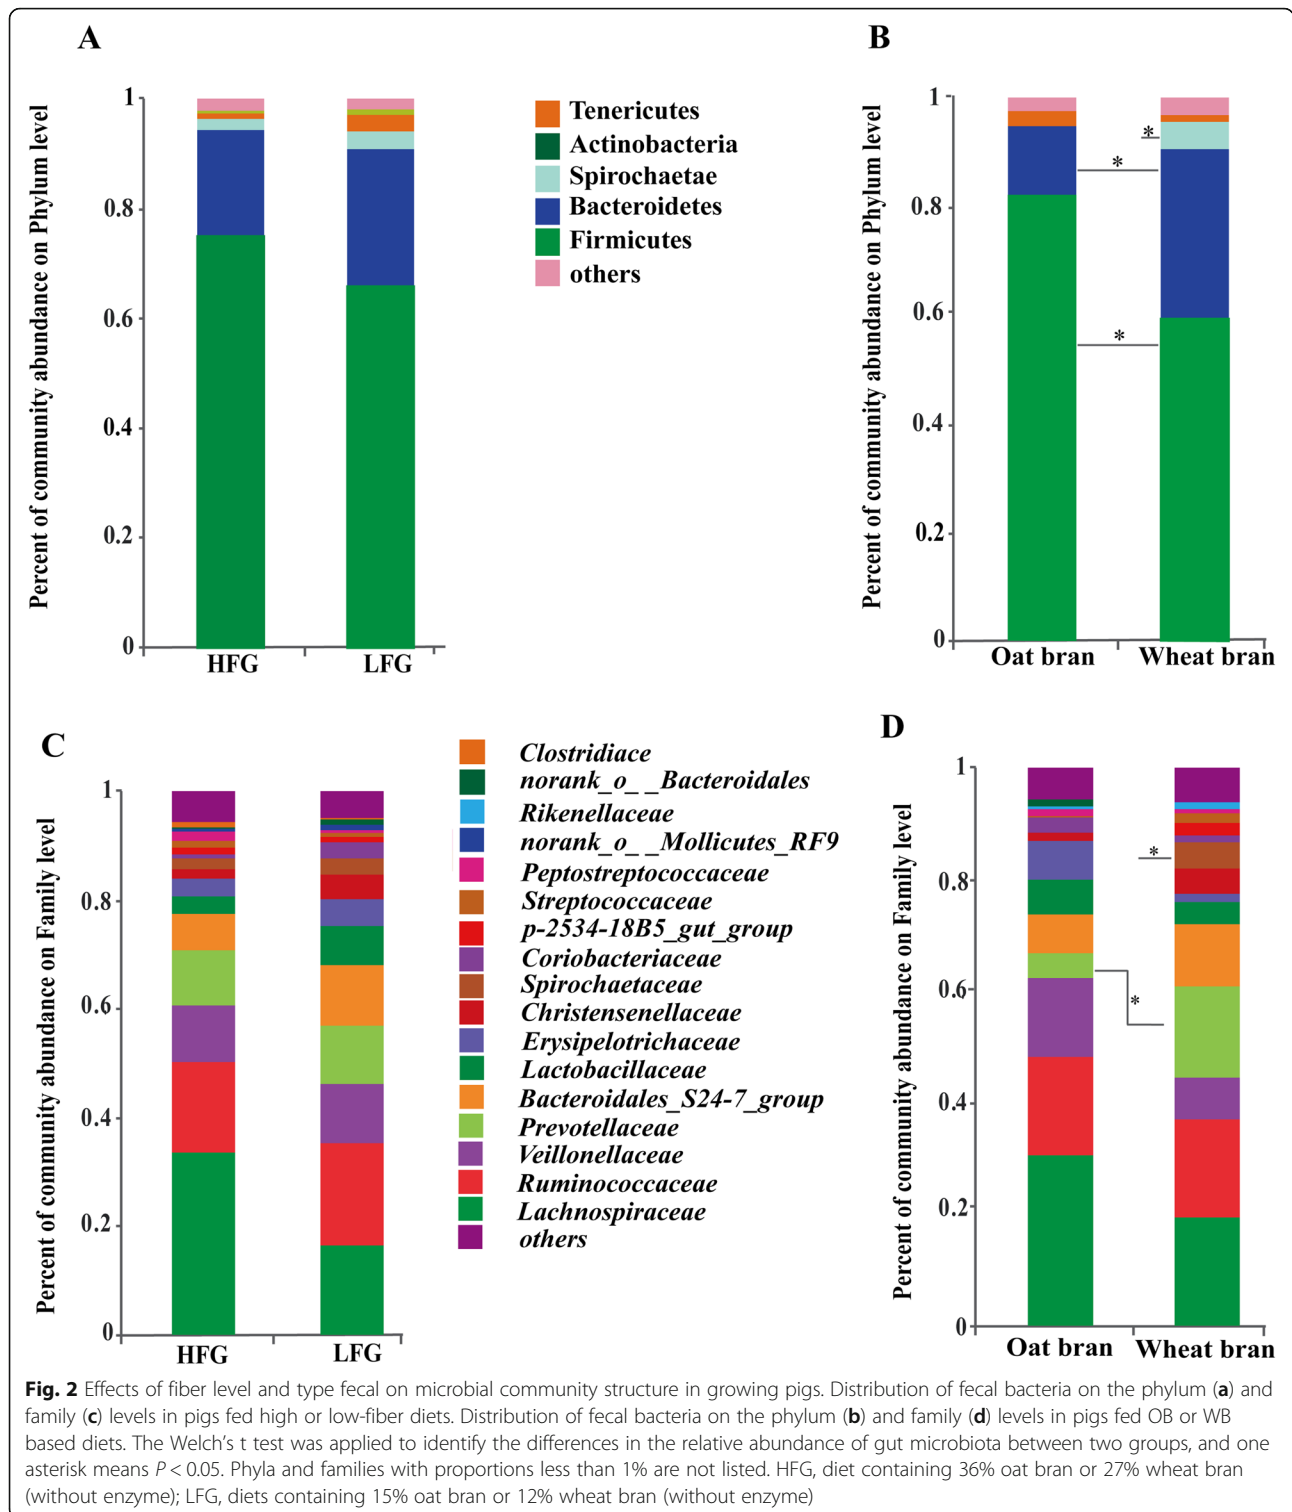 A
Percent of community abundance on Phylum level
1
0.8
0.6
0.4
0.2
0
HFG
LFG
Tenericutes
Actinobacteria
Spirochaetae
Bacteroidetes
Firmicutes
others
B
Percent of community abundance on Phylum level
1
0.8
0.6
0.4
0.2
0
*
*
*
Oat bran
Wheat bran
C
Percent of community abundance on Family level
1
0.8
0.6
0.4
0.2
0
HFG
LFG
Clostridiace
norank_o__Bacteroidales
Rikenellaceae
norank_o__Mollicutes_RF9
Peptostreptococcaceae
Streptococcaceae
p-2534-18B5_gut_group
Coriobacteriaceae
Spirochaetaceae
Christensenellaceae
Erysipelotrichaceae
Lactobacillaceae
Bacteroidales_S24-7_group
Prevotellaceae
Veillonellaceae
Ruminococcaceae
Lachnospiraceae
others
D
Percent of community abundance on Family level
1
0.8
0.6
0.4
0.2
0
*
*
Oat bran
Wheat bran
Fig. 2 Effects of fiber level and type fecal on microbial community structure in growing pigs. Distribution of fecal bacteria on the phylum (a) and
family (c) levels in pigs fed high or low-fiber diets. Distribution of fecal bacteria on the phylum (b) and family (d) levels in pigs fed OB or WB
based diets. The Welch's t test was applied to identify the differences in the relative abundance of gut microbiota between two groups, and one
asterisk means P < 0.05. Phyla and families with proportions less than 1% are not listed. HFG, diet containing 36% oat bran or 27% wheat bran
(without enzyme); LFG, diets containing 15% oat bran or 12% wheat bran (without enzyme)